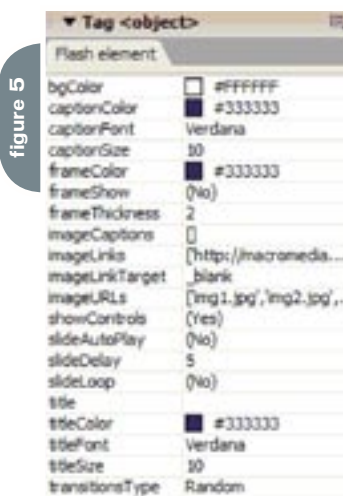 figure 5
▼ Tag <object>
Flash element
bgColor #FFFFFF
captionColor #333333
captionFont Verdana
captionSize 10
frameColor #333333
frameShow (No)
frameThickness 2
imageCaptions []
imageLinks ['http://macromedia...
imageLinkTarget _blank
imageURLs ['img1.jpg','img2.jpg',...
showControls (Yes)
slideAutoPlay (No)
slideDelay 5
slideLoop (No)
title
titleColor #333333
titleFont Verdana
titleSize 10
transitionsType Random